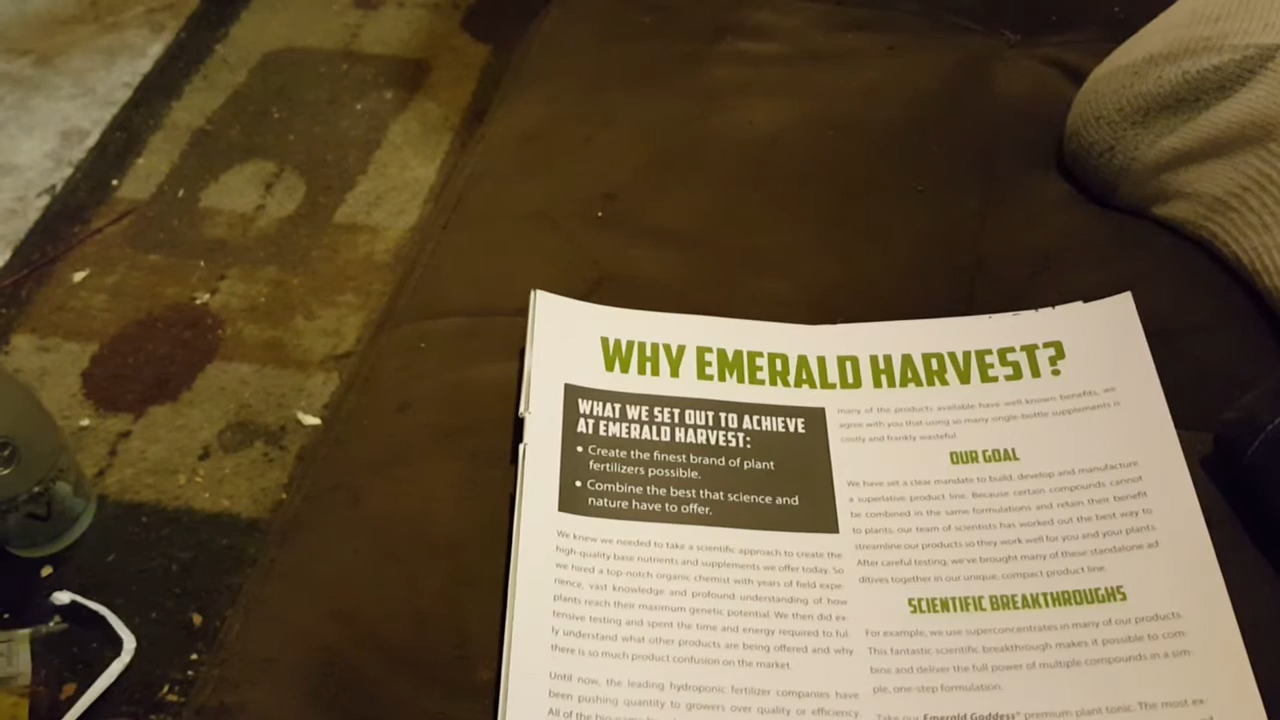 WHY EMERALD HARVEST?
WHAT WE SET OUT TO ACHIEVE
AT EMERALD HARVEST:
• Create the finest brand of plant
fertilizers possible.
• Combine the best that science and
nature have to offer.
We knew we needed to take a scientific approach to create the
high-quality base nutrients and supplements we offer today. So
we hired a top-notch organic chemist with years of field expe-
rience, vast knowledge and profound understanding of how
plants reach their maximum genetic potential. We then did ex-
tensive testing and spent the time and energy required to ful-
ly understand what other products are being offered and why
there is so much product confusion on the market.
Until now, the leading hydroponic fertilizer companies have
been pushing quantity to growers over quality or efficiency.
All of the
many of the products available have well-known benefits, we
agree with you that using so many single-bottle supplements is
costly and frankly wasteful.
OUR GOAL
We have set a clear mandate to build, develop and manufacture
a superlative product line. Because certain compounds cannot
be combined in the same formulations and retain their benefit
to plants, our team of scientists has worked out the best way to
streamline our products so they work well for you and your plants.
After careful testing, we've brought many of these standalone ad-
ditives together in our unique, compact product line.
SCIENTIFIC BREAKTHROUGHS
For example, we use superconcentrates in many of our products.
This fantastic scientific breakthrough makes it possible to com-
bine and deliver the full power of multiple compounds in a sim-
ple, one-step formulation.
Take our Emerald Goddess® premium plant tonic. The most ex-